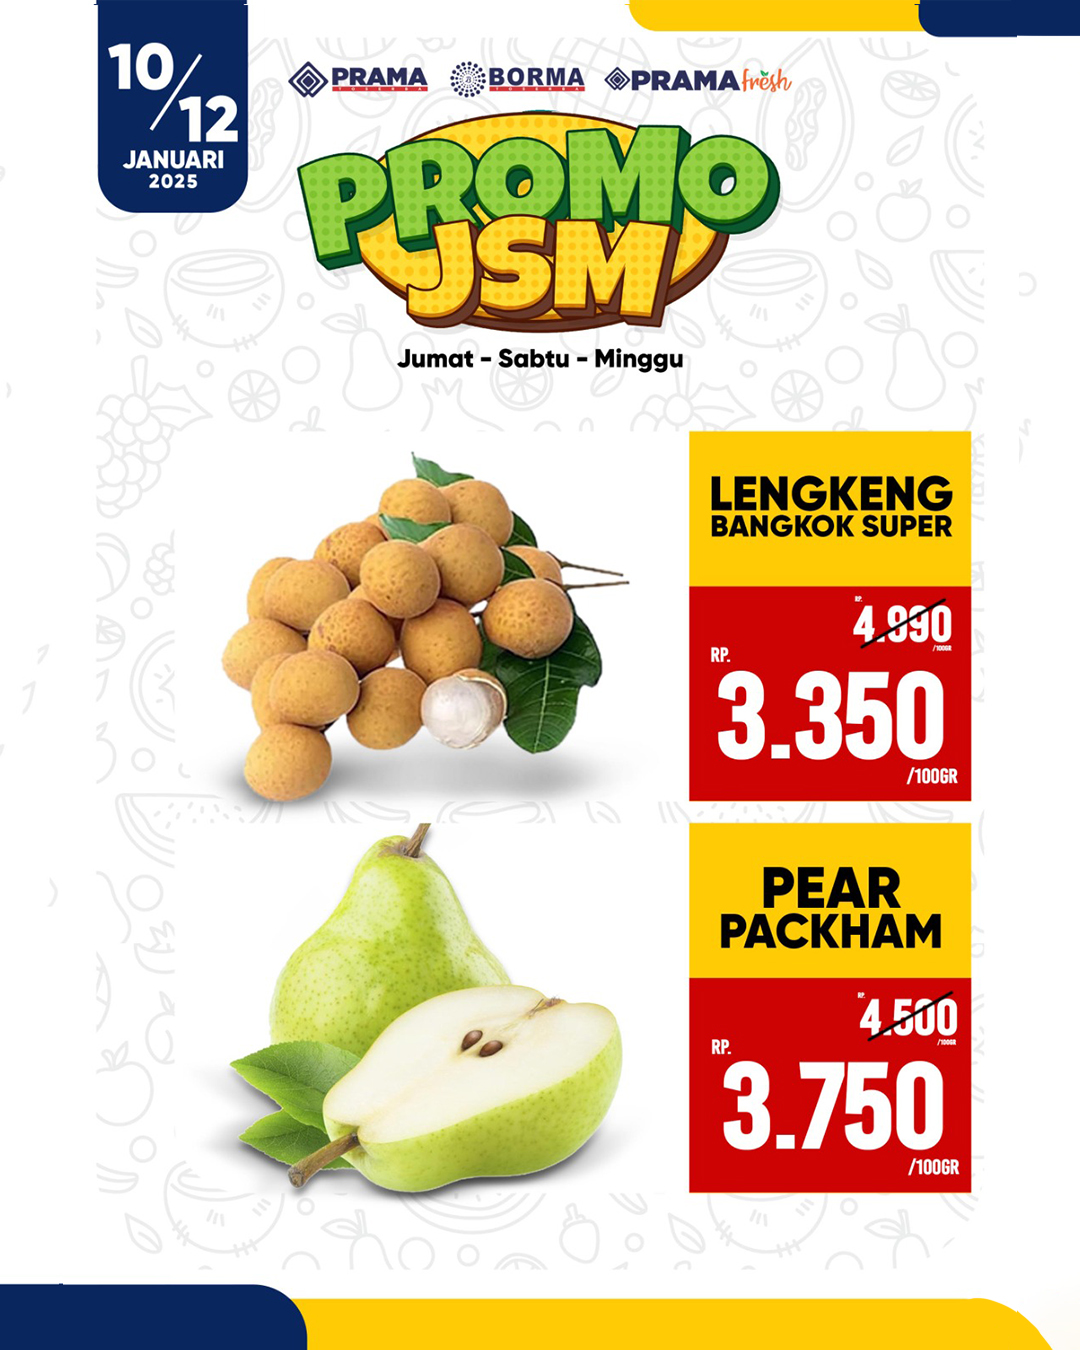 10/12
JANUARI
2025
PRAMA
BORMA
PRAMA fresh
PROMO
JSM
Jumat - Sabtu - Minggu
LENGKENG
BANGKOK SUPER
RP.
4.990
/100GR
RP.
3.350
/100GR
PEAR
PACKHAM
RP.
4.500
/100GR
RP.
3.750
/100GR